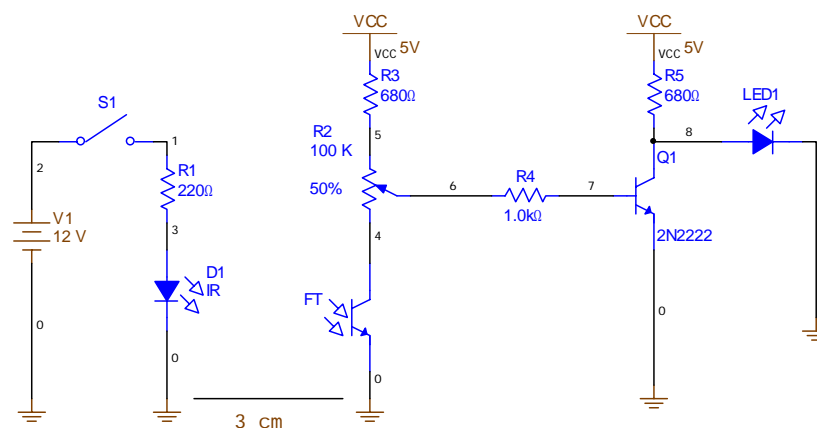 VCC
5V
VCC
R3
680Ω
R2
100 K
50%
5
6
4
FT
0
R4
1.0kΩ
7
VCC
5V
VCC
R5
680Ω
8
LED1
Q1
2N2222
0
S1
1
2
R1
220Ω
V1
12 V
3
D1
IR
0
0
3 cm